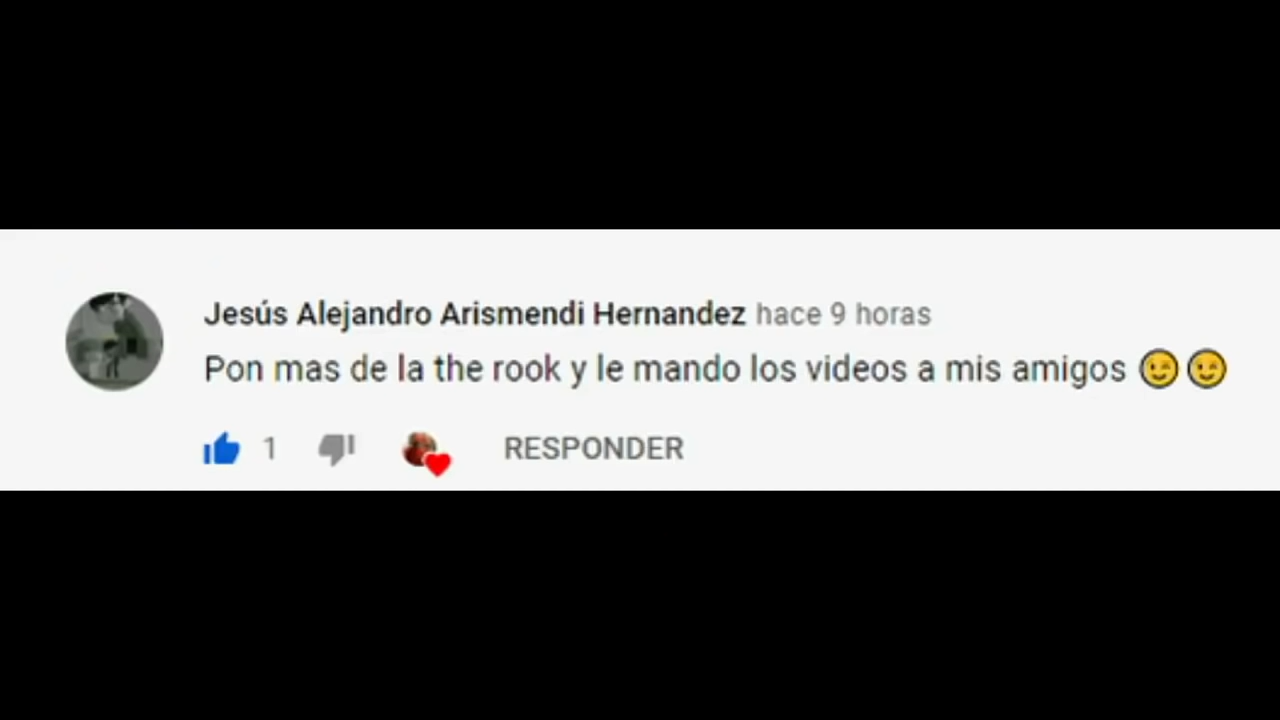 Jesús Alejandro Arismendi Hernandez hace 9 horas
Pon mas de la the rook y le mando los videos a mis amigos 😉😉
1 RESPONDER